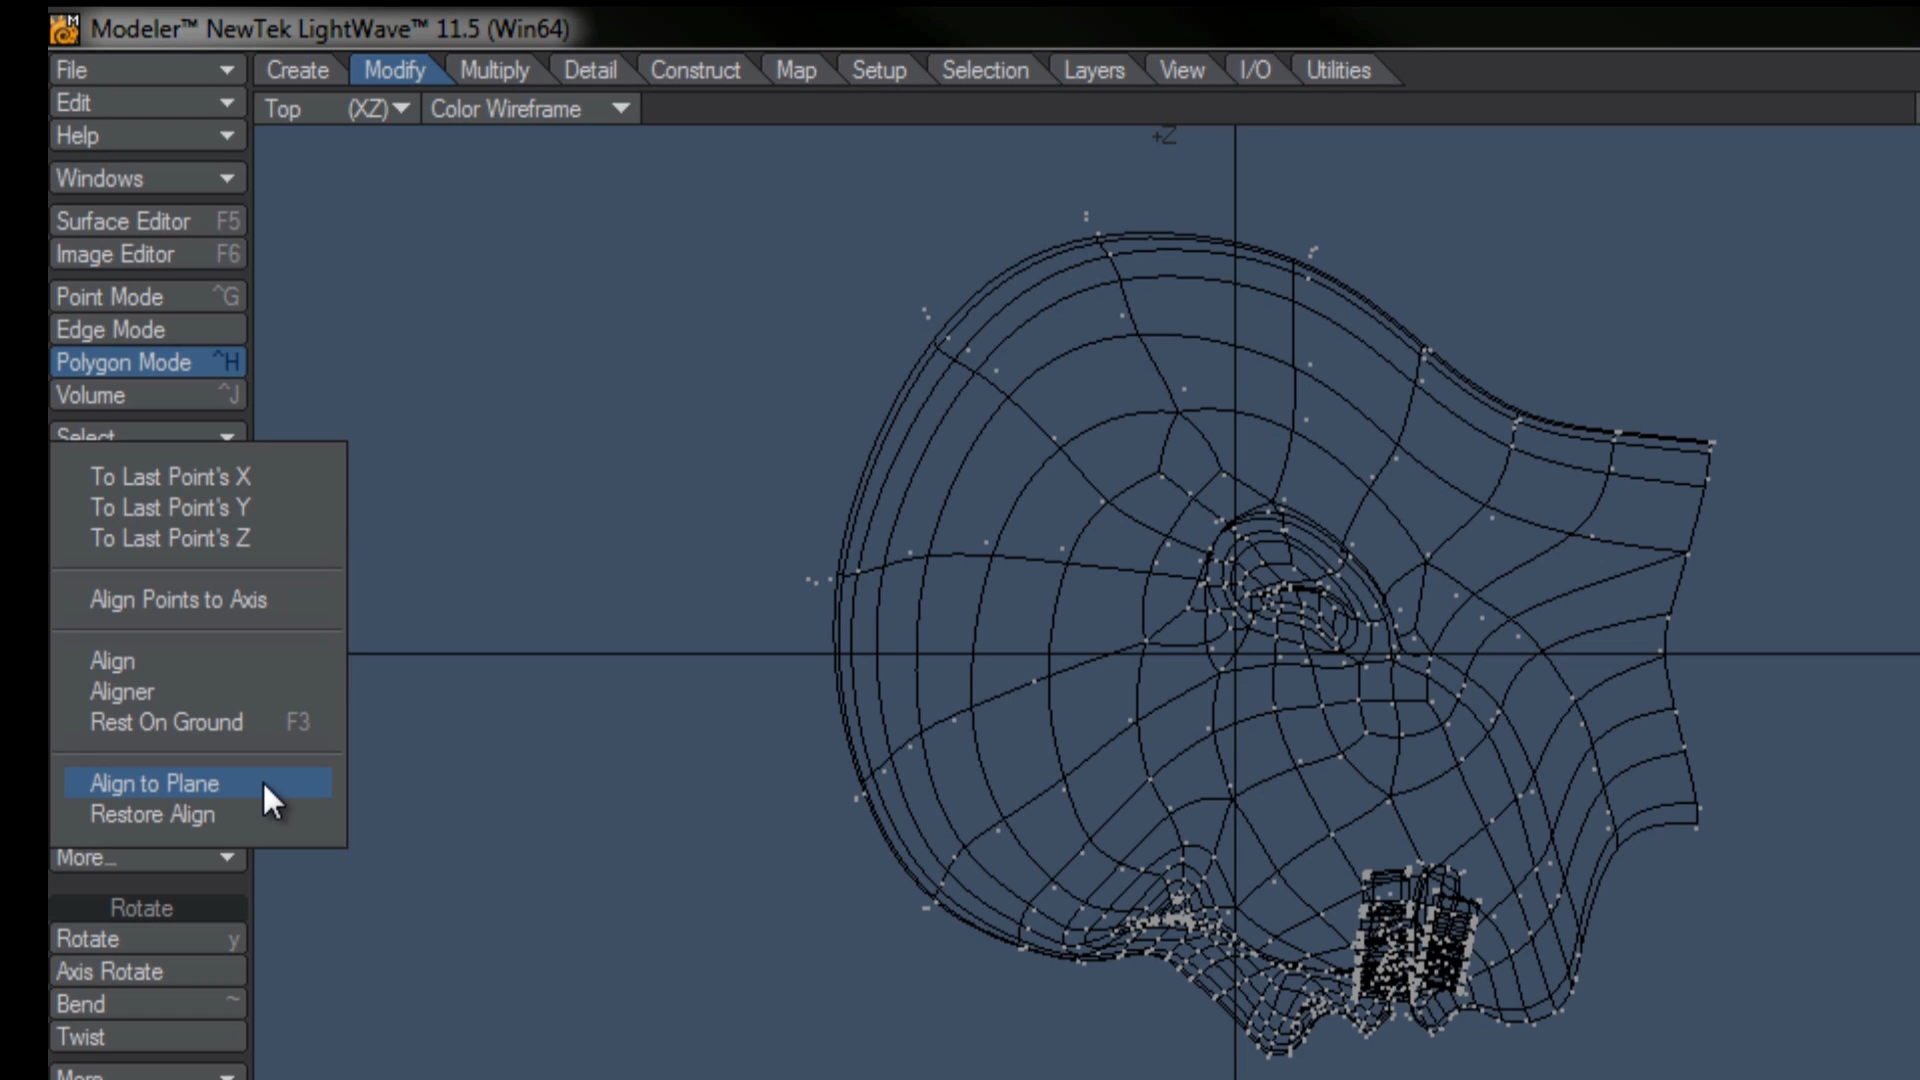 Modeler™ NewTek LightWave™ 11.5 (Win64)
File
Create Modify Multiply Detail Construct Map Setup Selection Layers View I/O Utilities
Edit
Top (XZ) Color Wireframe
Help
+Z
Windows
Surface Editor F5
Image Editor F6
Point Mode ^G
Edge Mode
Polygon Mode ^H
Volume ^J
Select
To Last Point's X
To Last Point's Y
To Last Point's Z
Align Points to Axis
Align
Aligner
Rest On Ground F3
Align to Plane
Restore Align
More...
Rotate
Rotate y
Axis Rotate
Bend ~
Twist
More